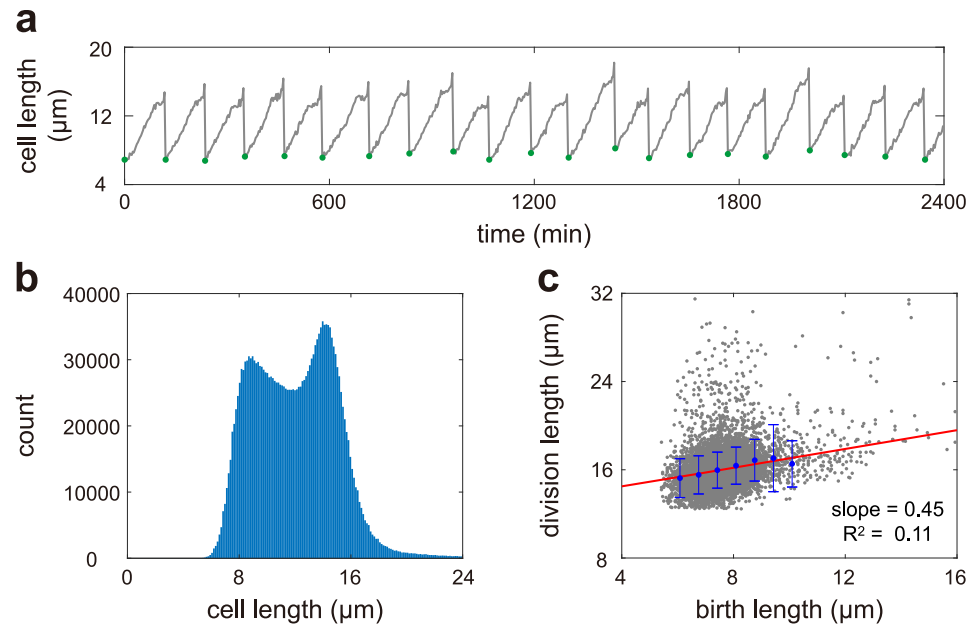 a
20
12
4
cell length
(μm)
0
600
1200
1800
2400
time (min)
b
40000
30000
20000
10000
0
count
0
8
16
24
cell length (μm)
c
32
24
16
8
division length (μm)
slope = 0.45
R² = 0.11
4
8
12
16
birth length (μm)